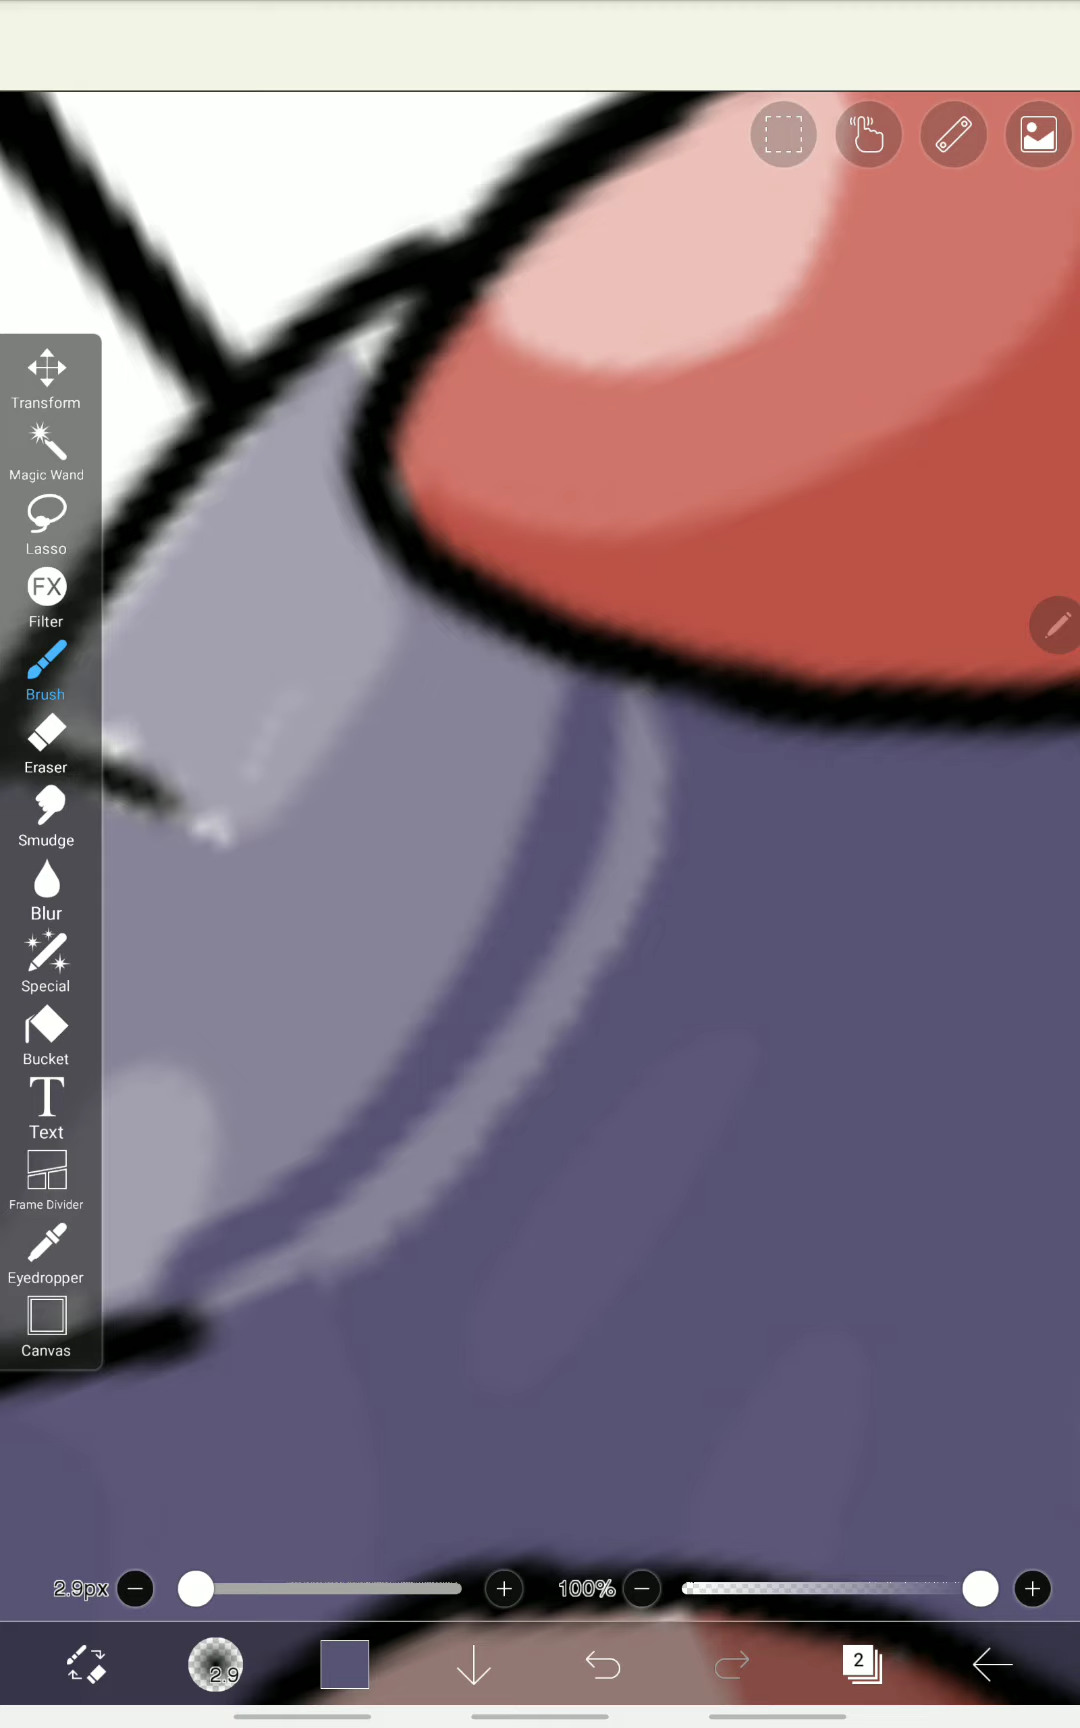 Transform
Magic Wand
Lasso
FX
Filter
Brush
Eraser
Smudge
Blur
Special
Bucket
T
Text
Frame Divider
Eyedropper
Canvas
2.9px
100%
2.9
2